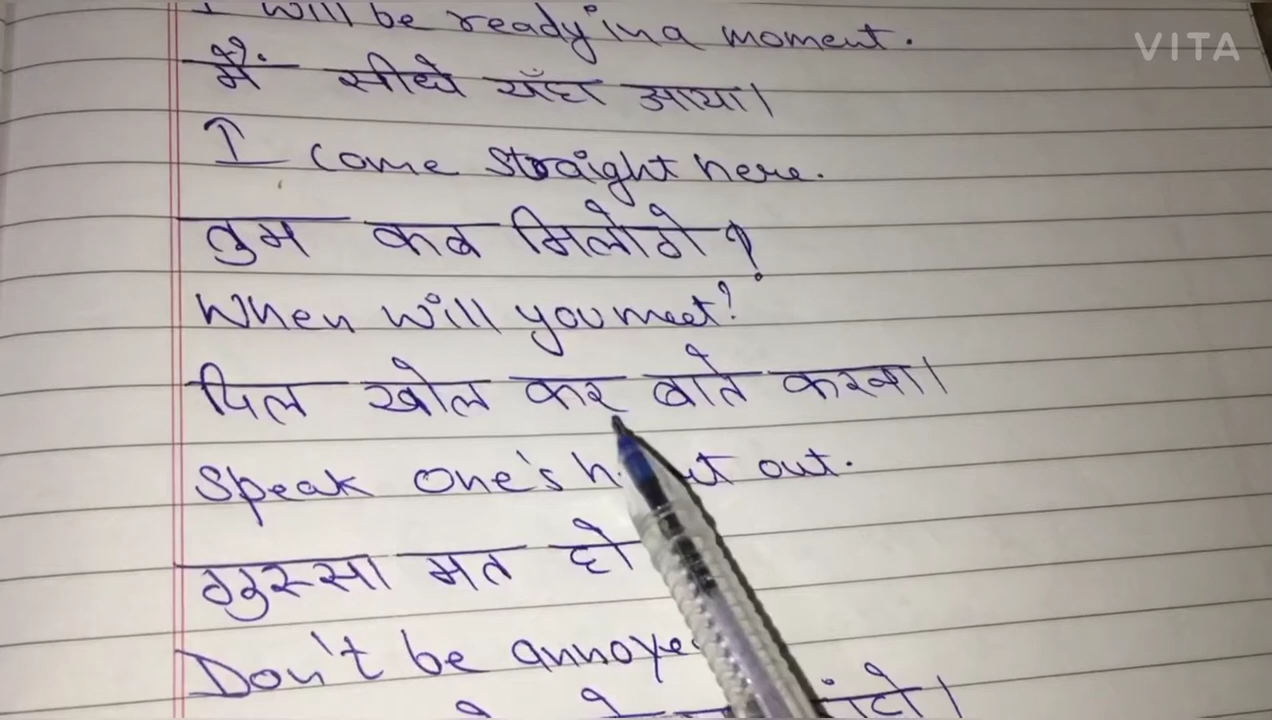 I will be ready in a moment.
VITA
मैं सीधे यहाँ आया।
I come straight here.
तुम कब मिलोगे?
When will you meet?
दिल खोल कर बाते करना।
Speak one's out.
गुस्सा मत हो
Don't be